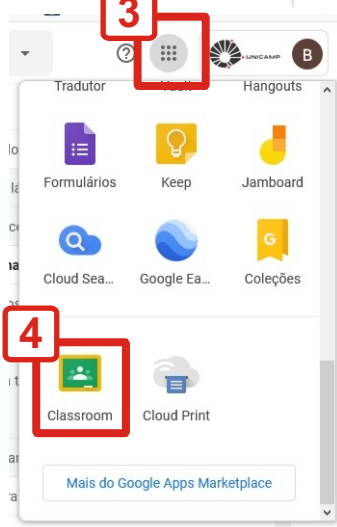 3
UNICAMP B
Tradutor Vault Hangouts
Formulários Keep Jamboard
G
Cloud Sea... Google Ea... Coleções
4
Classroom Cloud Print
Mais do Google Apps Marketplace